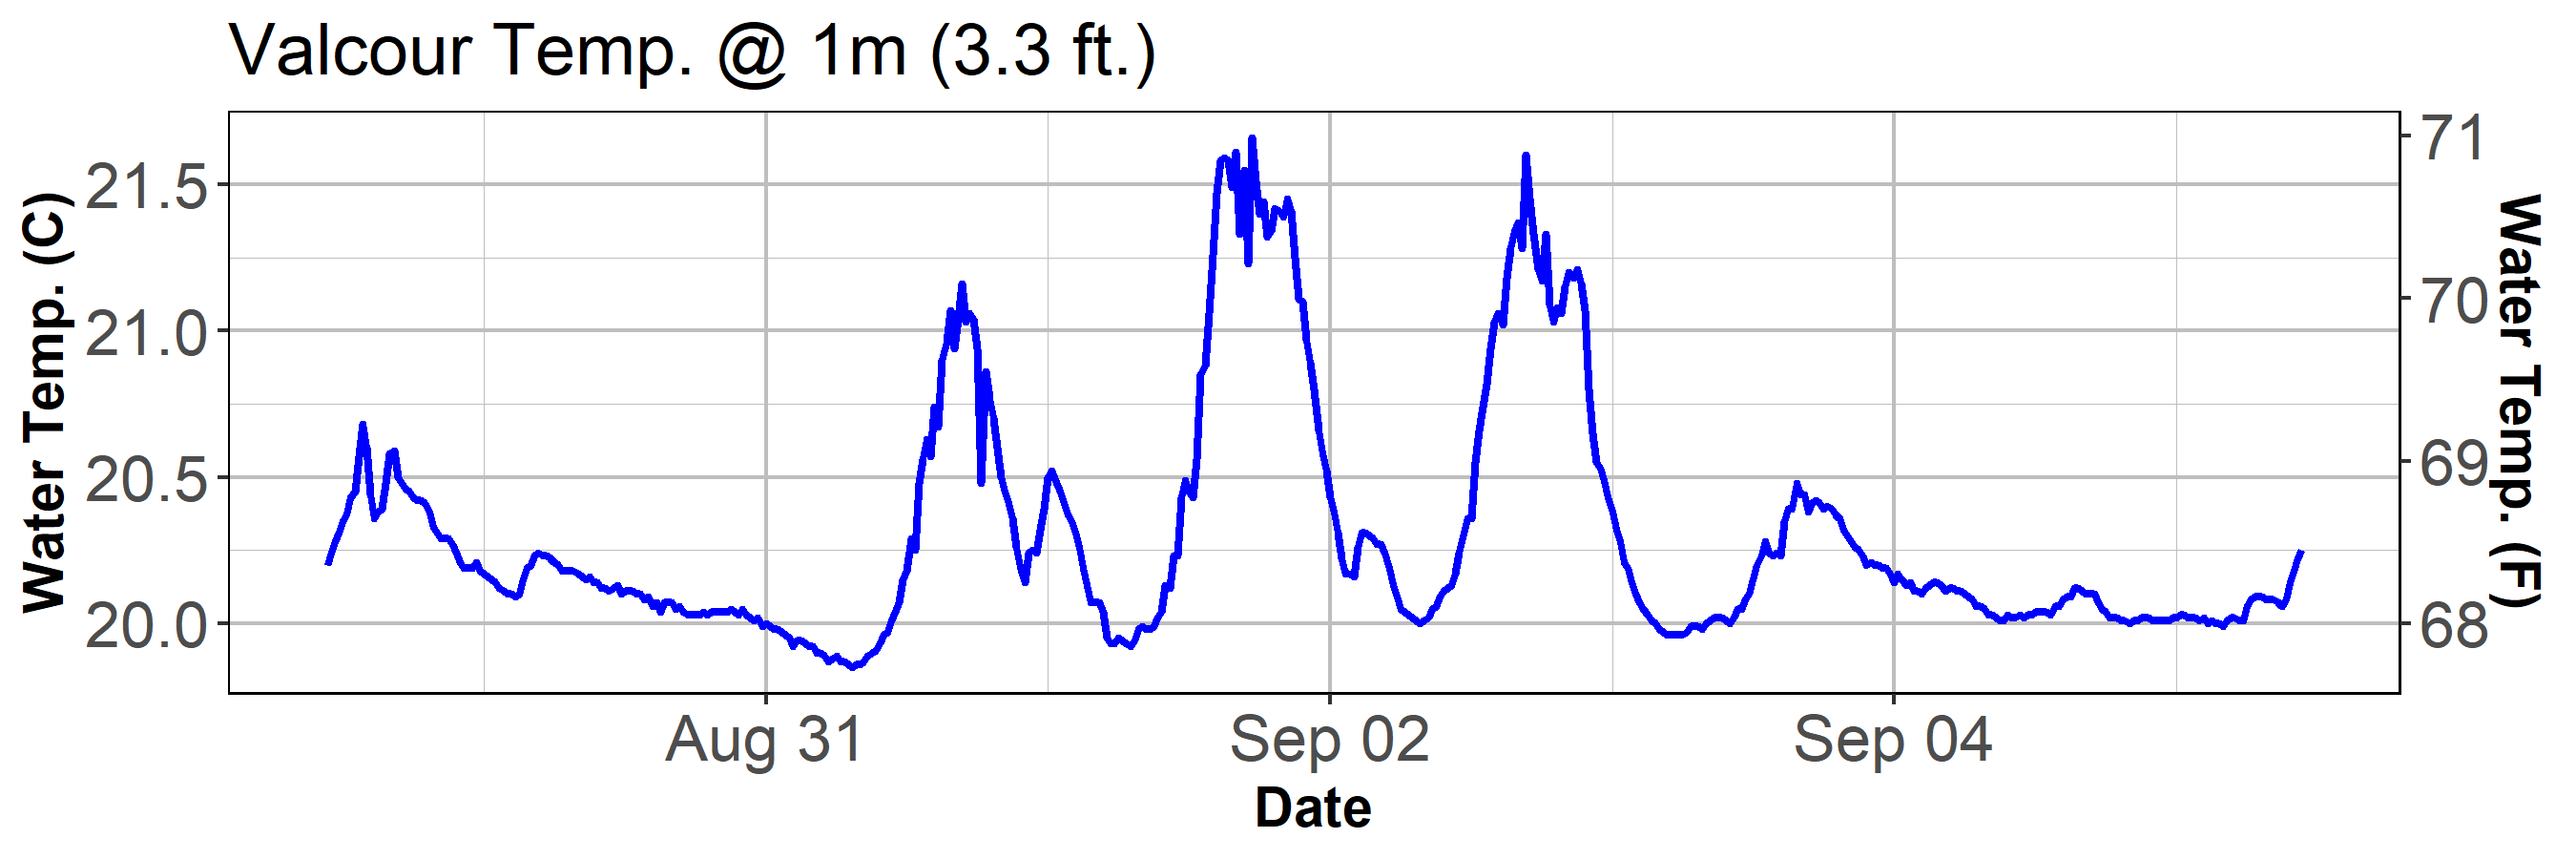 Valcour Temp. @ 1m (3.3 ft.)
Water Temp. (C)
21.5
21.0
20.5
20.0
71
70
69
68
Water Temp. (F)
Aug 31
Sep 02
Sep 04
Date